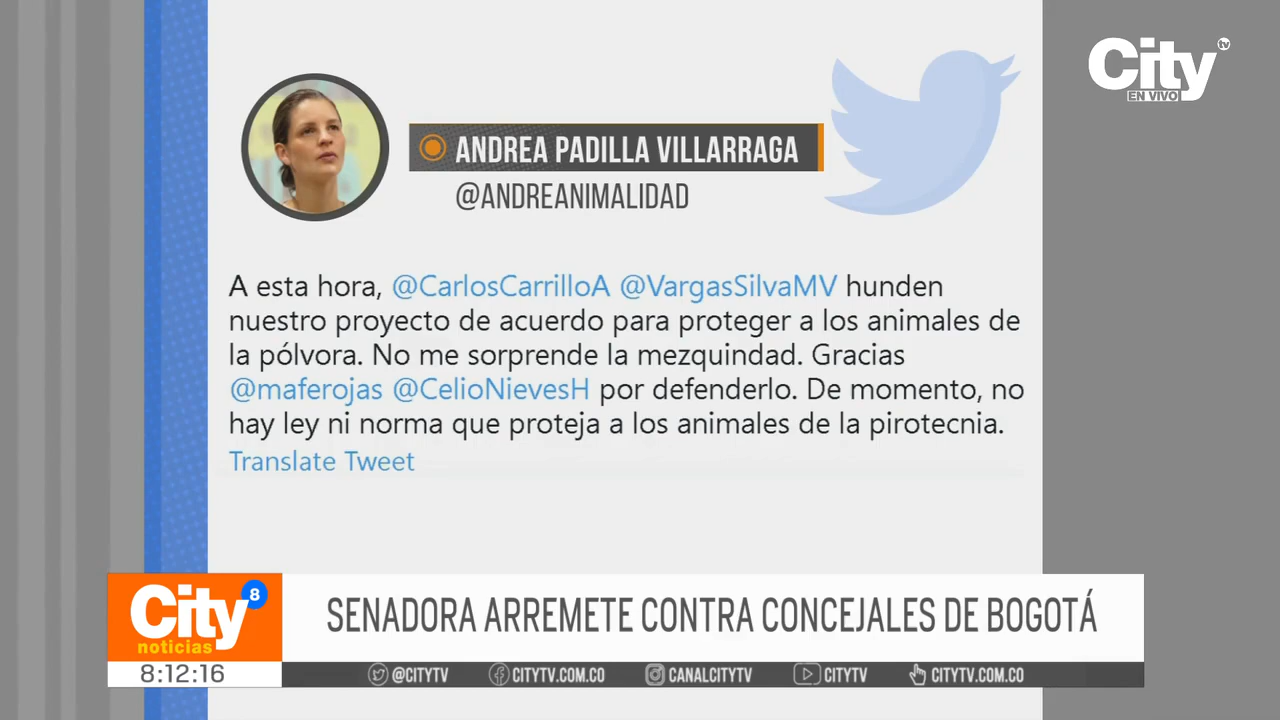 City tv
EN VIVO
ANDREA PADILLA VILLARRAGA
@ANDREANIMALIDAD
A esta hora, @CarlosCarrilloA @VargasSilvaMV hunden
nuestro proyecto de acuerdo para proteger a los animales de
la pólvora. No me sorprende la mezquindad. Gracias
@maferojas @CelioNievesH por defenderlo. De momento, no
hay ley ni norma que proteja a los animales de la pirotecnia.
Translate Tweet
City 8
noticias
SENADORA ARREMETE CONTRA CONCEJALES DE BOGOTÁ
8:12:16
@CITYTV CITYTV.COM.CO CANALCITYTV CITYTV CITYTV.COM.CO